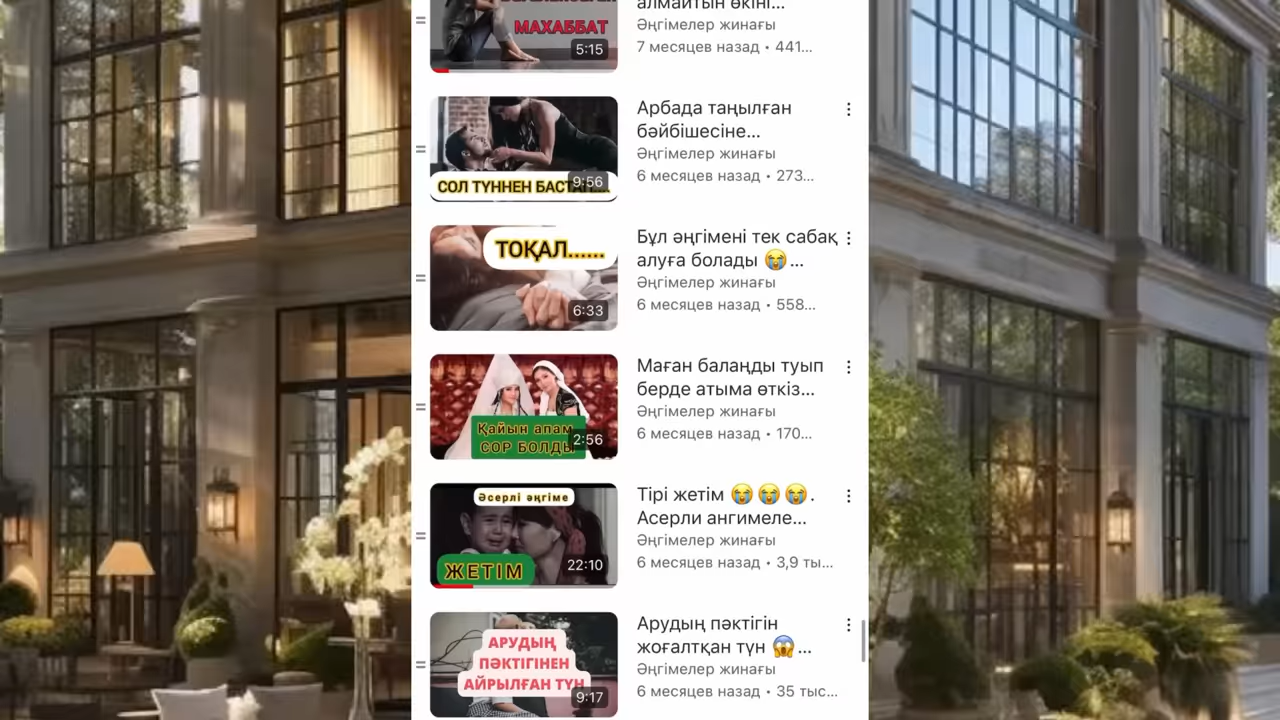 МАХАББАТ
5:15
алмайтын өкіні...
Әңгімелер жинағы
7 месяцев назад • 441...
СОЛ ТҮННЕН
9:56
Арбада таңылған
бәйбішесіне...
Әңгімелер жинағы
6 месяцев назад • 273...
ТОҚАЛ......
6:33
Бұл әңгімені тек сабақ
алуға болады 😭...
Әңгімелер жинағы
6 месяцев назад • 558...
Қайын апам
СОР БОЛДЫ
2:56
Маған балаңды туып
берде атыма өткіз...
Әңгімелер жинағы
6 месяцев назад • 170...
Әсерлі әңгіме
ЖЕТІМ
22:10
Тірі жетім 😭😭😭.
Асерли ангимеле...
Әңгімелер жинағы
6 месяцев назад • 3,9 ты...
АРУДЫҢ
ПӘКТІГІНЕН
АЙРЫЛҒАН ТҮН
9:17
Арудың пәктігін
жоғалтқан түн 😱...
Әңгімелер жинағы
6 месяцев назад • 35 тыс...